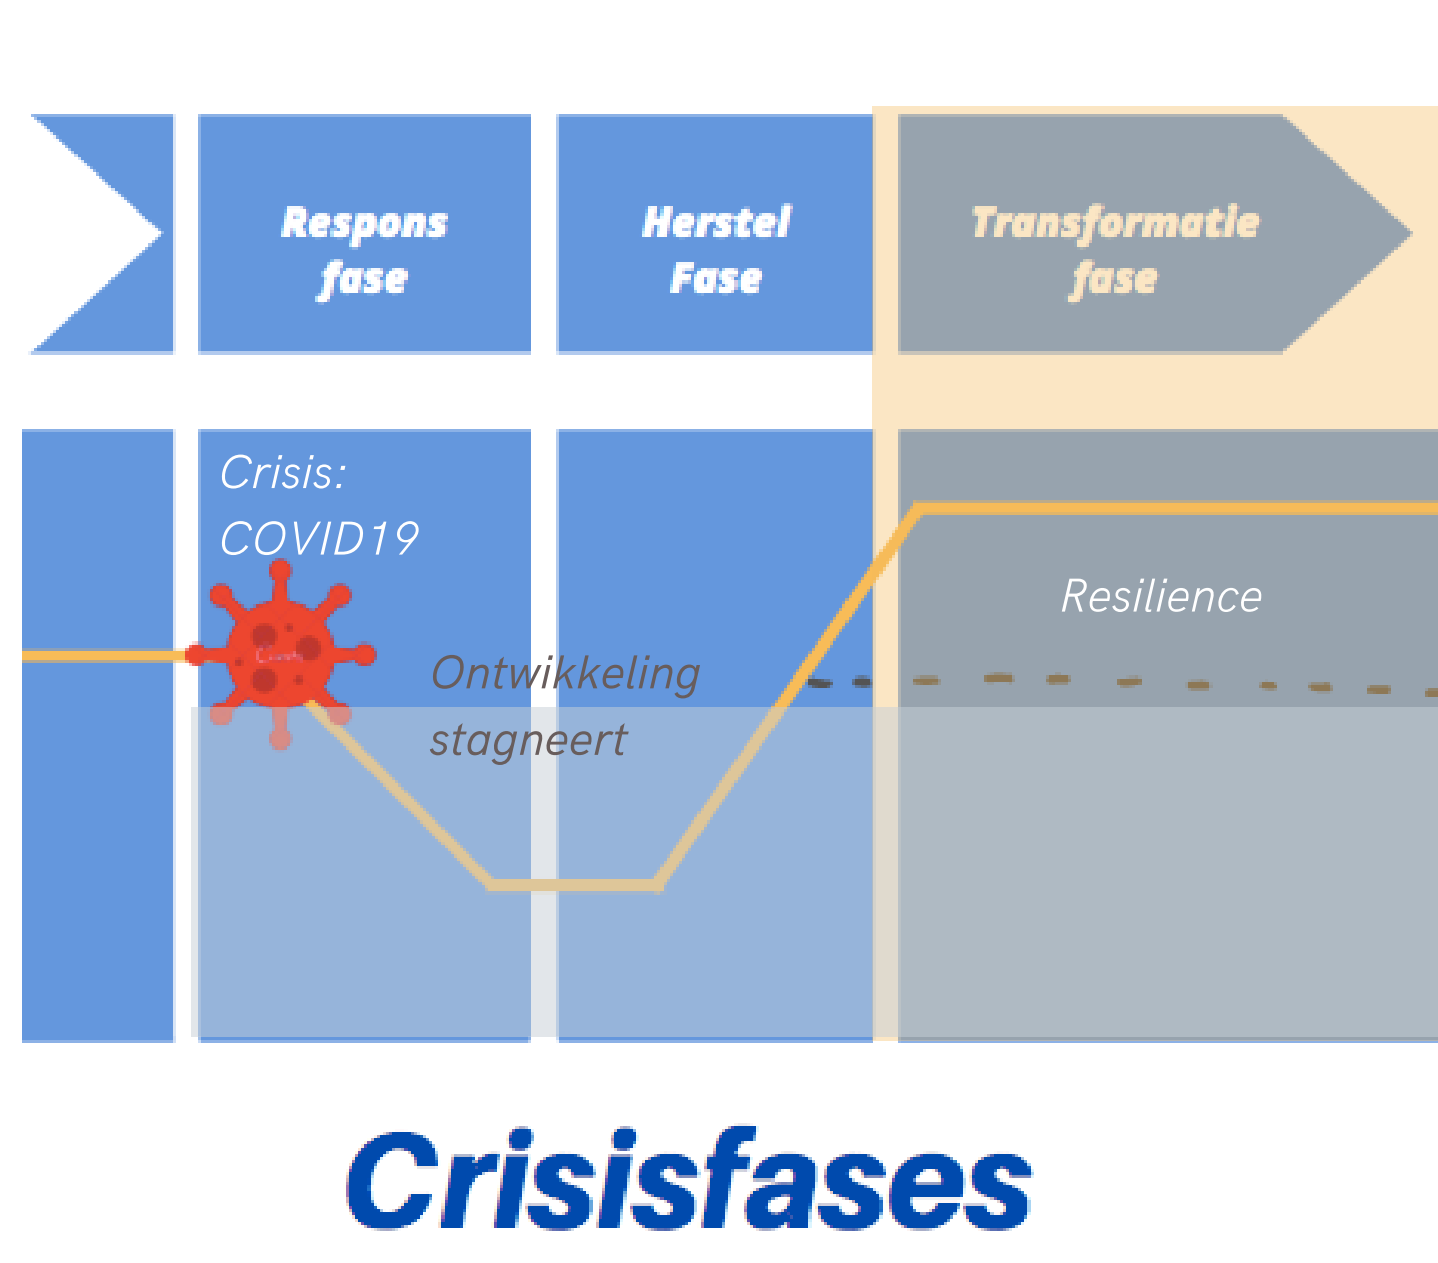 Respons
fase
Herstel
Fase
Transformatie
fase
Crisis:
COVID19
Ontwikkeling
stagneert
Resilience
Crisisfases